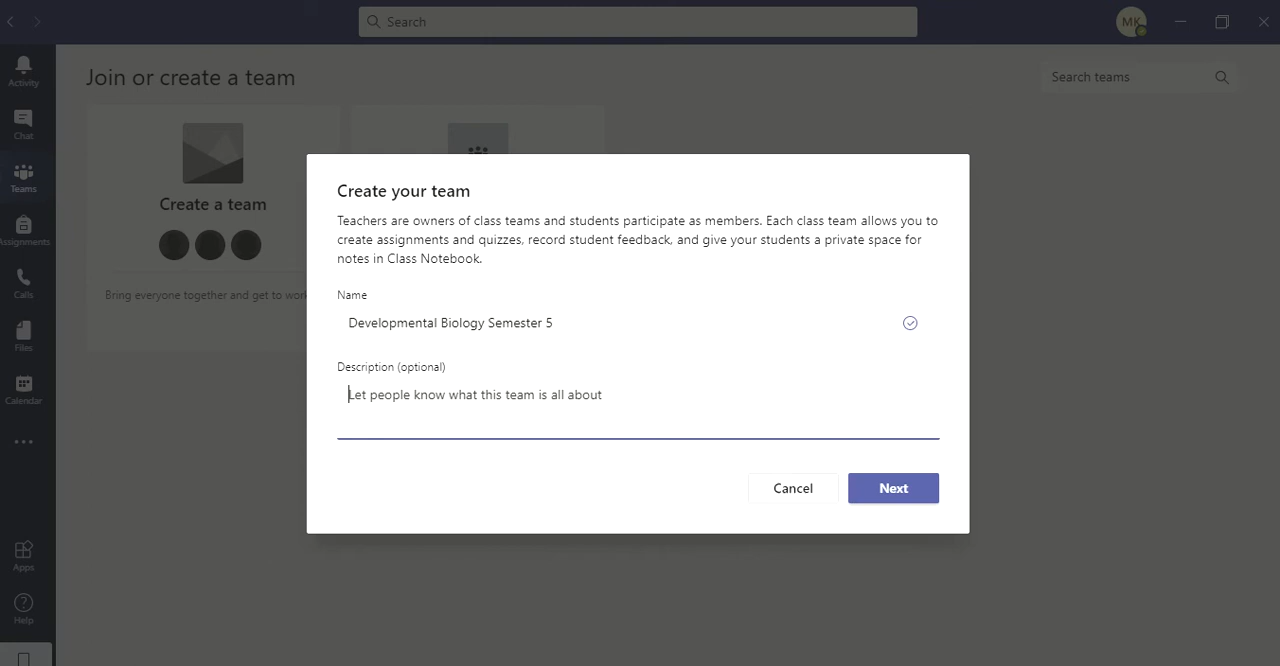 Search
MK
Activity
Chat
Teams
Assignments
Calls
Files
Calendar
Apps
Help
Join or create a team
Search teams
Create a team
Bring everyone together and get to work
Create your team
Teachers are owners of class teams and students participate as members. Each class team allows you to
create assignments and quizzes, record student feedback, and give your students a private space for
notes in Class Notebook.
Name
Developmental Biology Semester 5
Description (optional)
Let people know what this team is all about
Cancel
Next